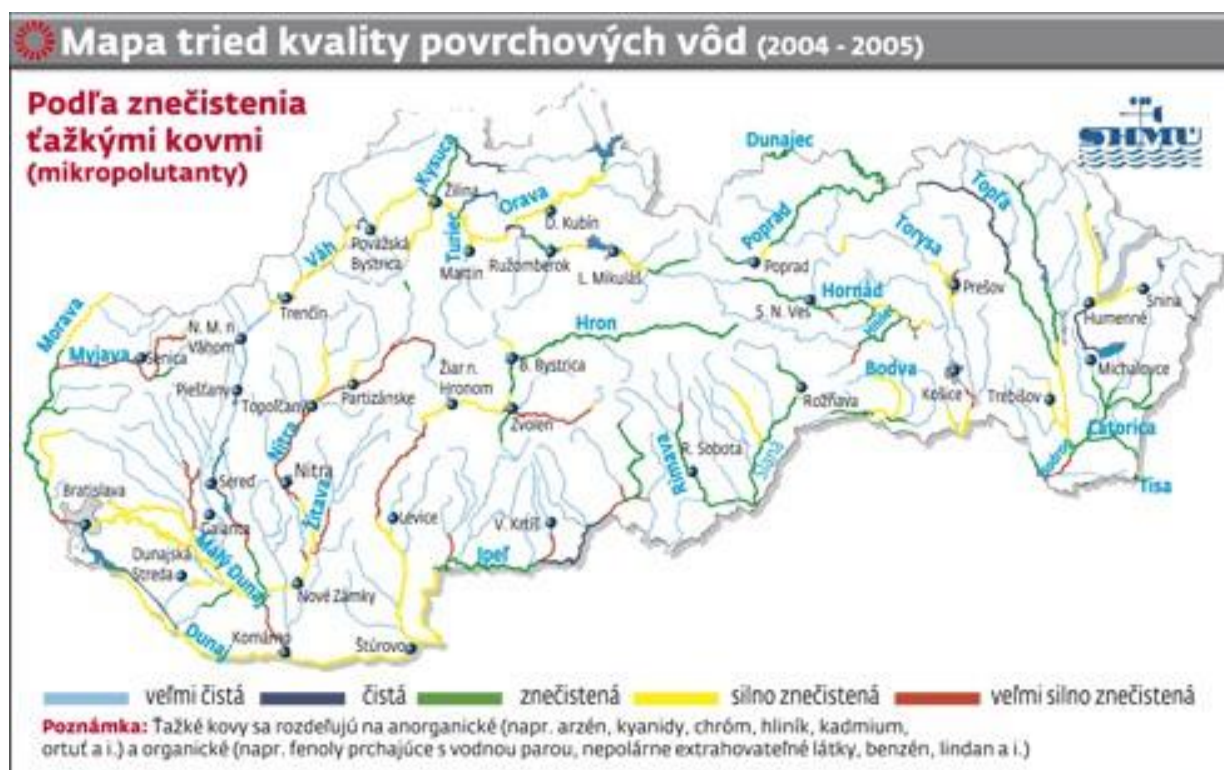 Mapa tried kvality povrchových vôd (2004 - 2005)
Podľa znečistenia
ťažkými kovmi
(mikropolutanty)
SHMÚ
Dunajec
Kysuca
Topľa
Žilina
Orava
Turiec
D. Kubín
Poprad
Torysa
Váh
Považská
Bystrica
Martin
Ružomberok
L. Mikuláš
Poprad
Prešov
Hornád
S. N. Ves
Snina
Humenné
Morava
Trenčín
N. M. n
Váhom
Hron
Myjava
Senica
B. Bystrica
Žiar n.
Hronom
Bodva
Michalovce
Piešťany
Partizánske
Topoľčany
Rožňava
Košice
Trebišov
Zvolen
Latorica
Nitra
R. Sobota
Rimava
Slaná
Tisa
Nitra
Sereď
Bratislava
Žitava
Levice
V. Krtíš
Galanta
Malý Dunaj
Dunajská
Streda
Ipeľ
Nové Zámky
Dunaj
Komárno
Štúrovo
veľmi čistá
čistá
znečistená
silno znečistená
veľmi silno znečistená
Poznámka: Ťažké kovy sa rozdeľujú na anorganické (napr. arzén, kyanidy, chróm, hliník, kadmium,
ortuť a i.) a organické (napr. fenoly prchajúce s vodnou parou, nepolárne extrahovateľné látky, benzén, lindan a i.)